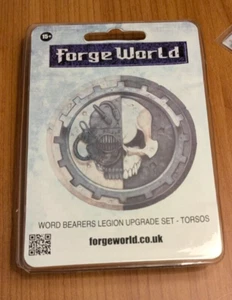 15+
Forge World
WORD BEARERS LEGION UPGRADE SET - TORSOS
forgeworld.co.uk